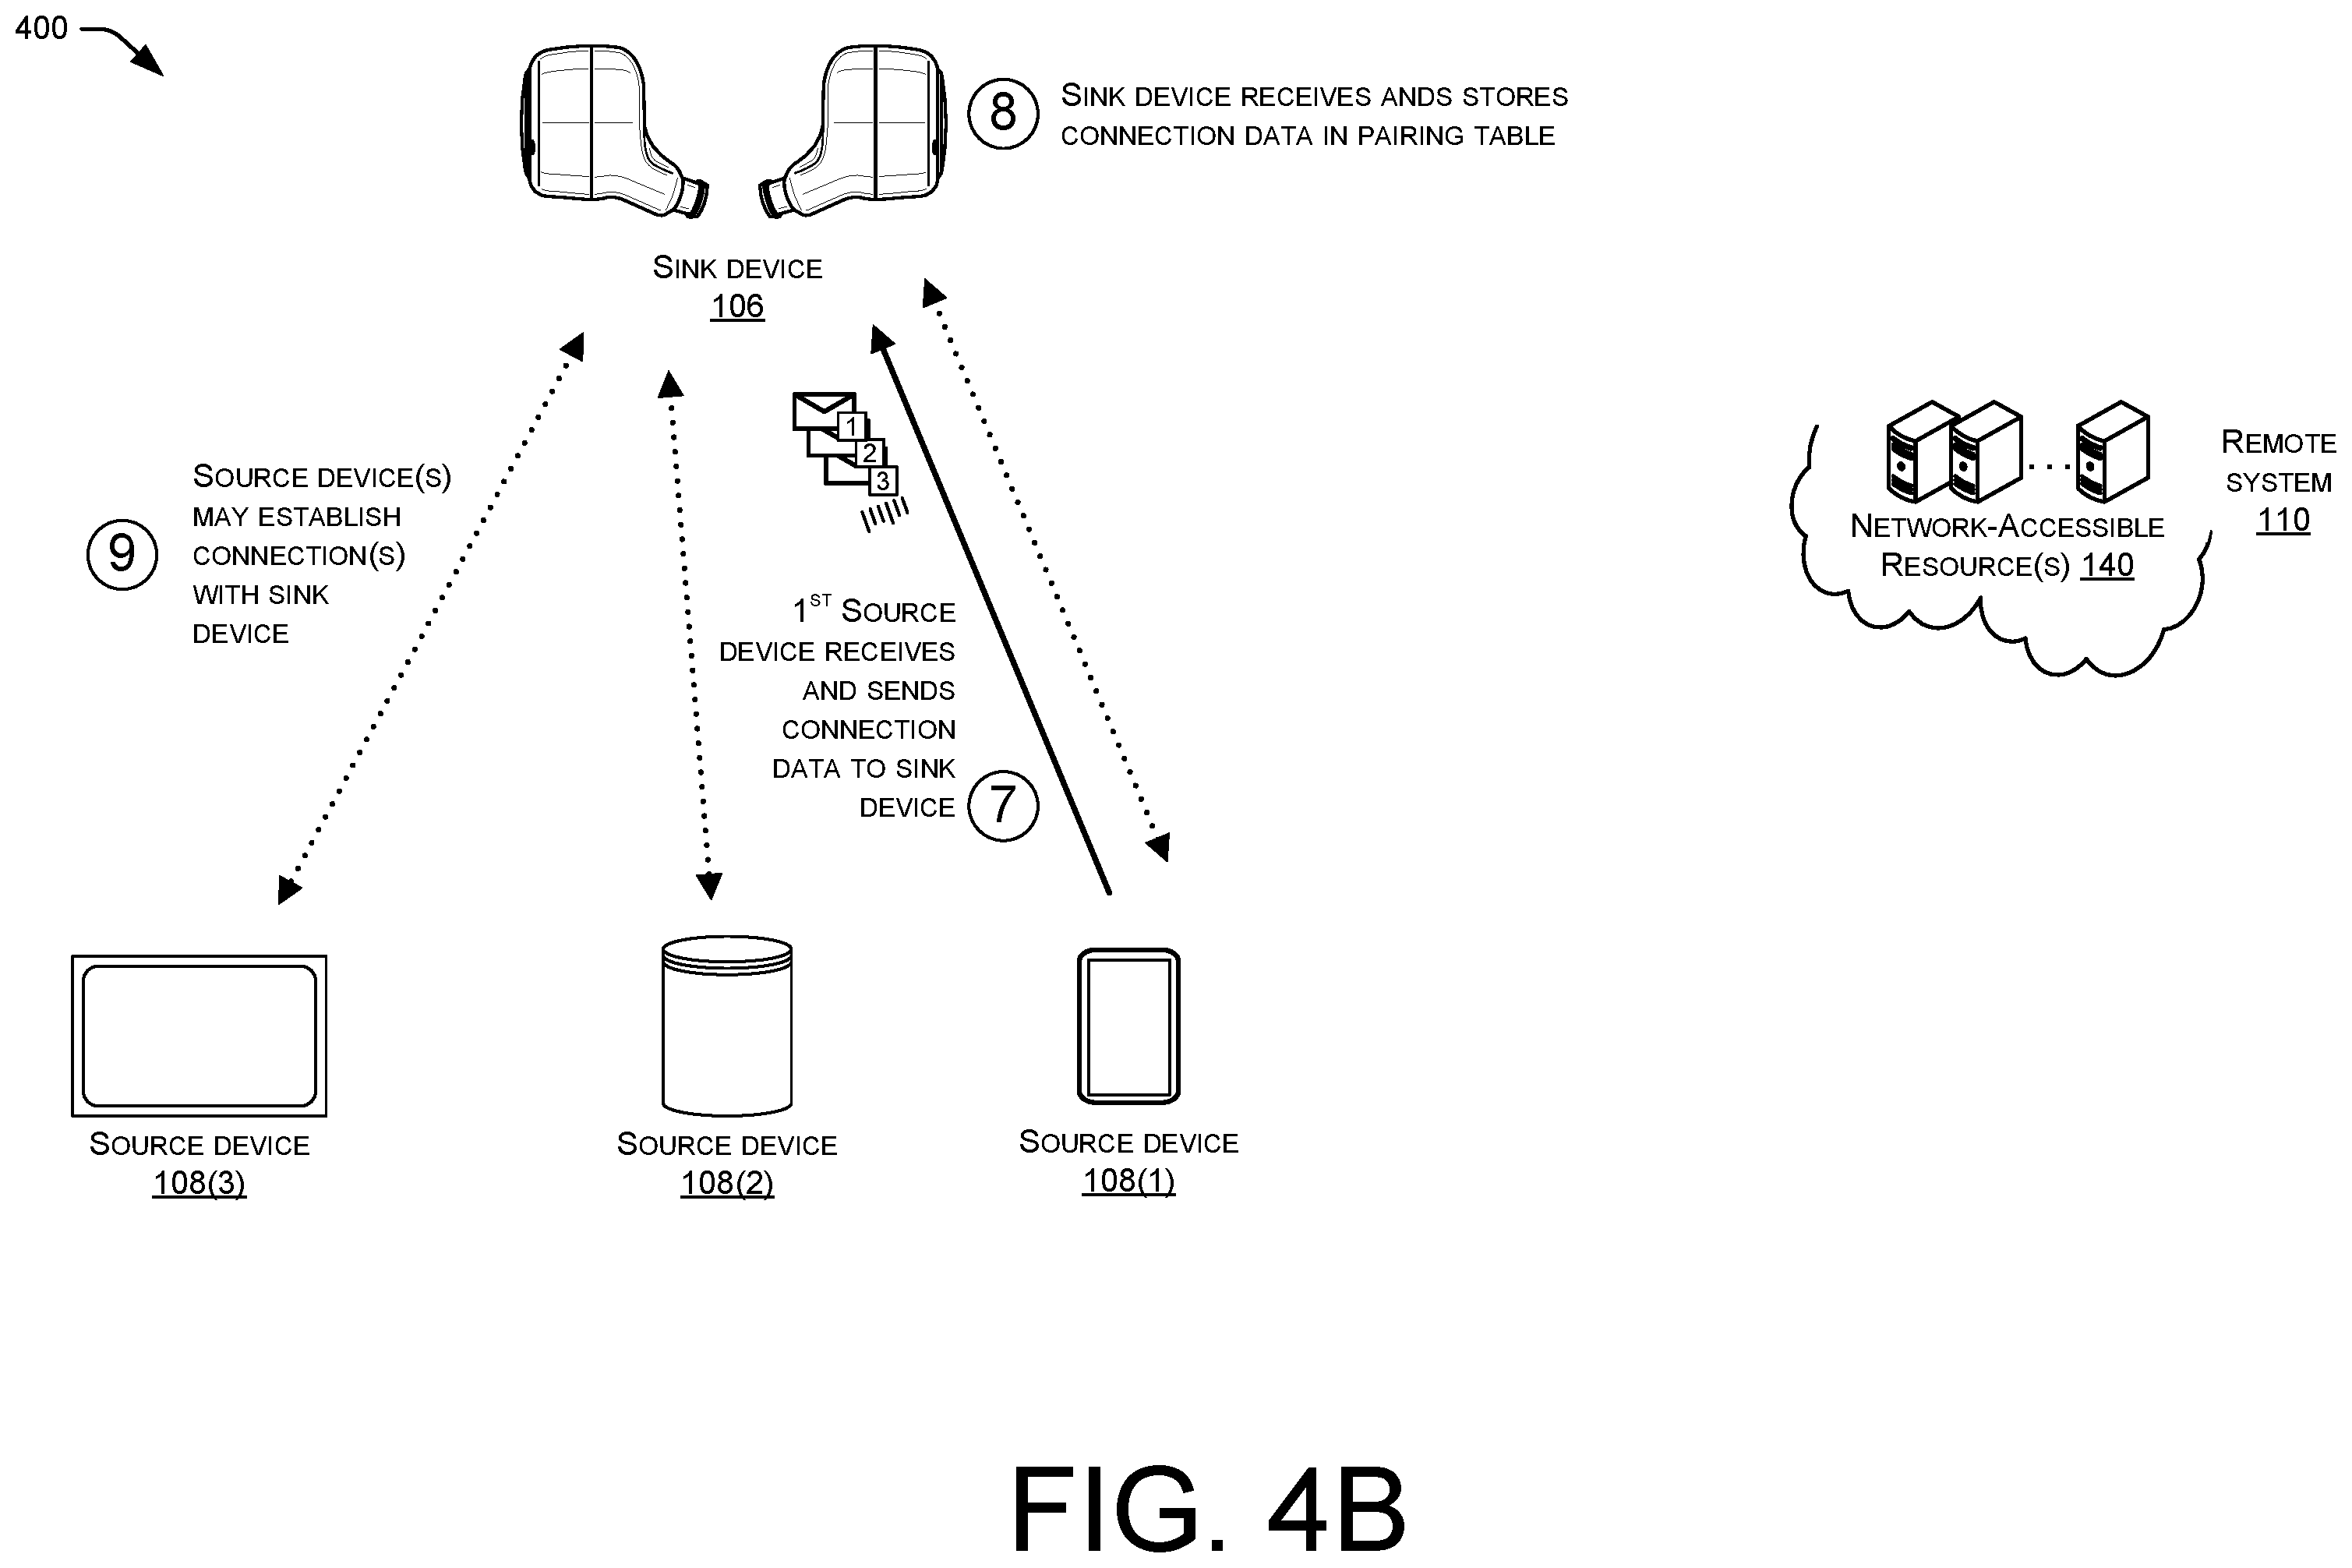 400
8
Sink device receives ands stores
connection data in pairing table
Sink device
106
1
2
3
9
Source device(s)
may establish
connection(s)
with sink
device
1st Source
device receives
and sends
connection
data to sink
device
7
Network-Accessible
Resource(s) 140
Remote
system
110
Source device
108(3)
Source device
108(2)
Source device
108(1)
FIG. 4B